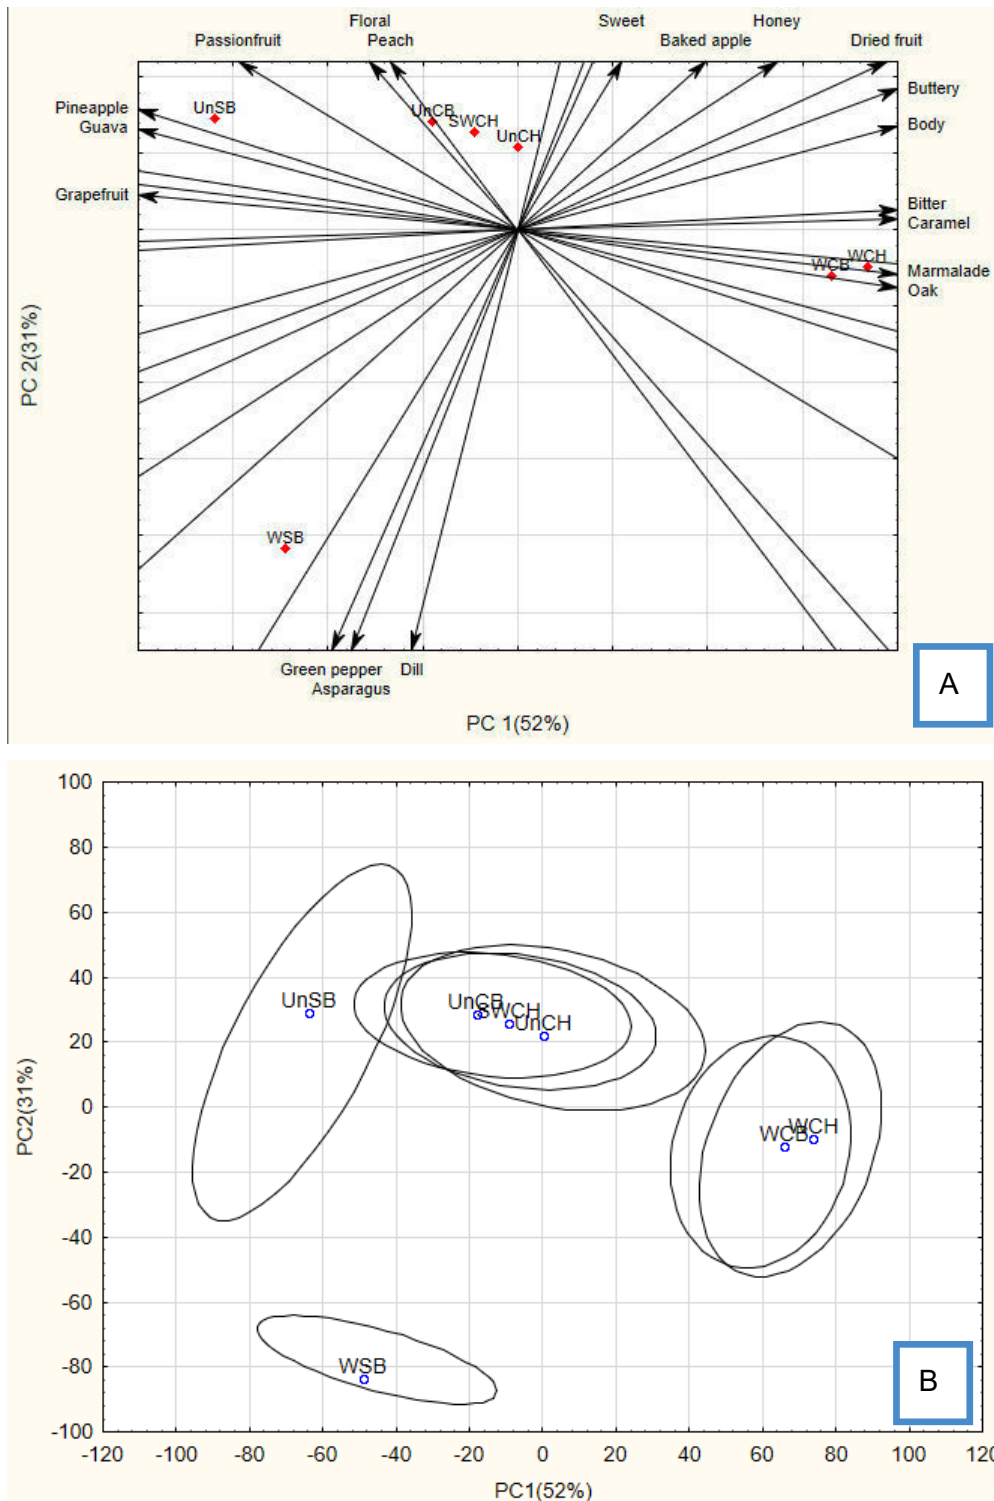 Floral Sweet Honey
Passionfruit Peach Baked apple Dried fruit
Buttery
Pineapple UnSB UnCB SWCH UnCH Body
Guava
Grapefruit Bitter
Caramel
WCB WCH
Marmalade
Oak
PC 2(31%)
WSB
Green pepper Dill
Asparagus
A
PC 1(52%)
100
80
60
40
UnSB UnCB SWCH UnCH
20
0
WCB WCH
-20
-40
-60
WSB
-80
B
-100
PC2(31%)
-120 -100 -80 -60 -40 -20 0 20 40 60 80 100 120
PC1(52%)